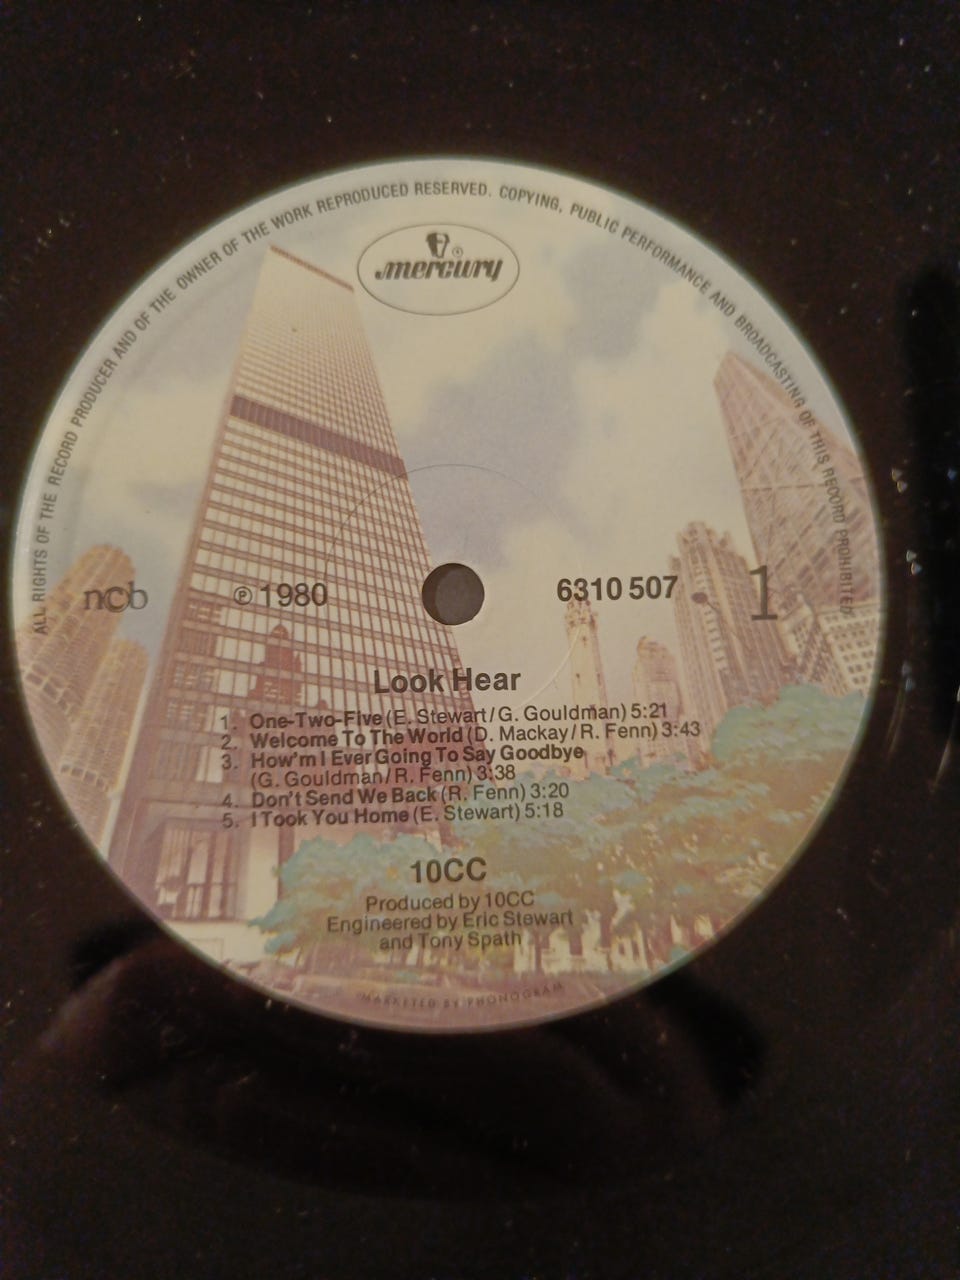 ALL RIGHTS OF THE RECORD PRODUCER AND OF THE OWNER OF THE WORK REPRODUCED RESERVED. COPYING, PUBLIC PERFORMANCE AND BROADCASTING OF THIS RECORD PROHIBITED
mercury
ncb ℗ 1980 6310 507 1
Look Hear
1. One-Two-Five (E. Stewart/G. Gouldman) 5:21
2. Welcome To The World (D. Mackay/R. Fenn) 3:43
3. How'm I Ever Going To Say Goodbye
(G. Gouldman/R. Fenn) 3:38
4. Don't Send We Back (R. Fenn) 3:20
5. I Took You Home (E. Stewart) 5:18
10CC
Produced by 10CC
Engineered by Eric Stewart
and Tony Spath
MARKETED BY PHONOGRAM